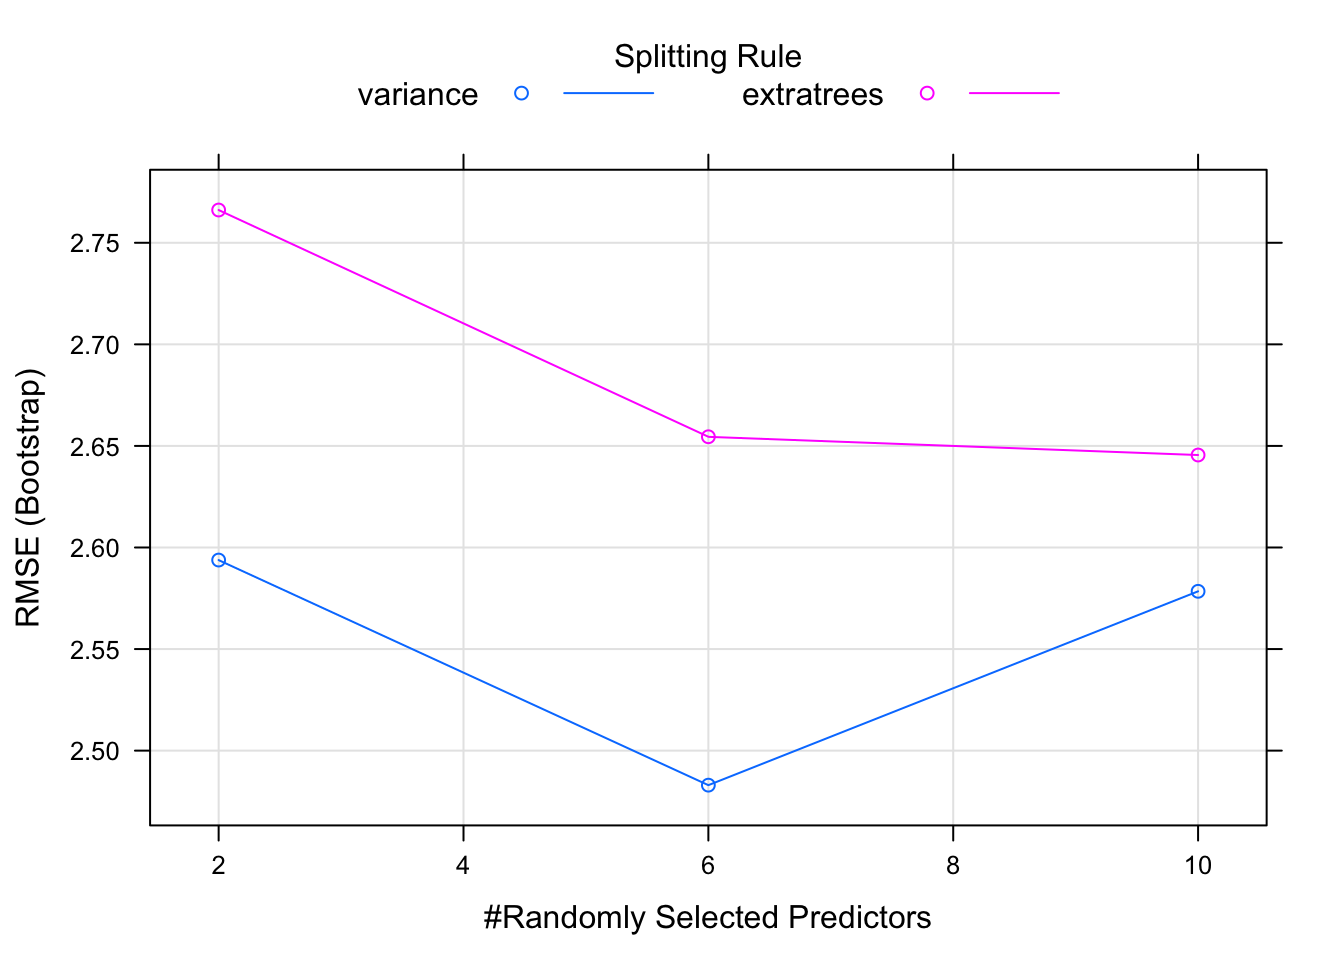 Splitting Rule
variance extratrees
2.75
2.70
2.65
2.60
2.55
2.50
RMSE (Bootstrap)
2 4 6 8 10
#Randomly Selected Predictors